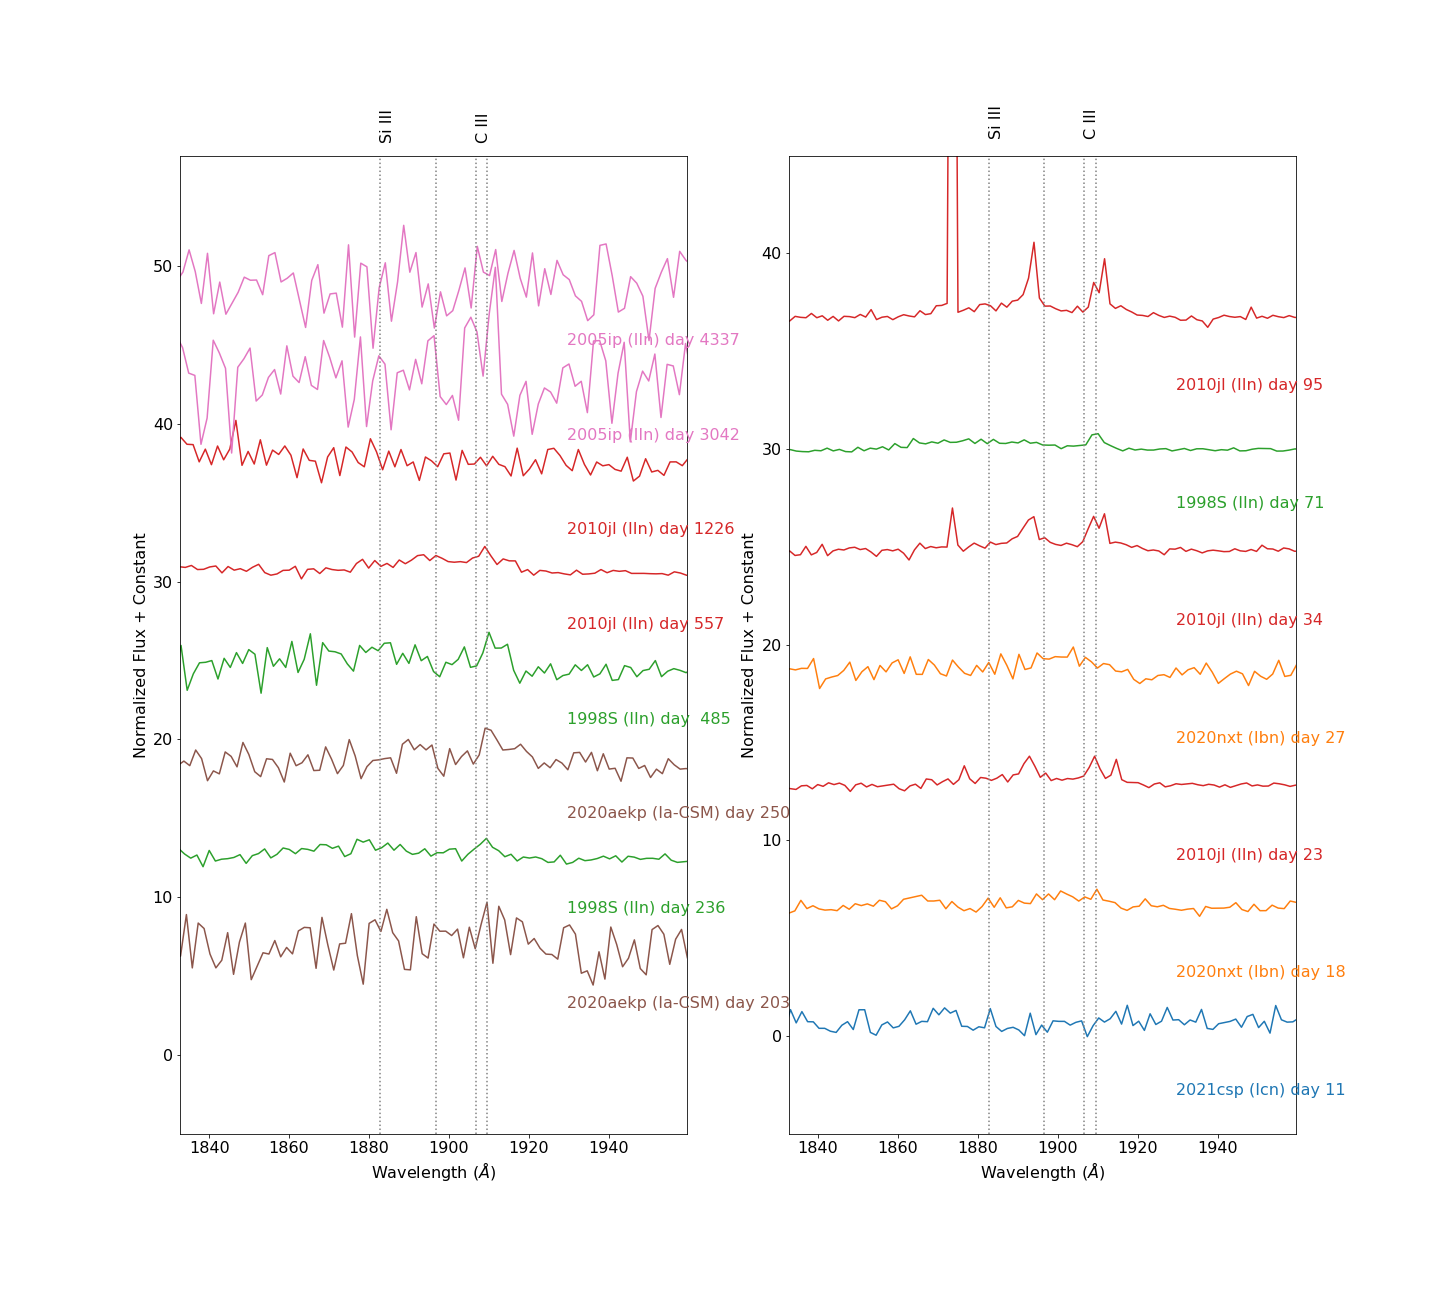 Si III
C III
Si III
C III
Normalized Flux + Constant
50
40
30
20
10
0
2005ip (IIn) day 4337
2005ip (IIn) day 3042
2010jl (IIn) day 1226
2010jl (IIn) day 557
1998S (IIn) day  485
2020aekp (Ia-CSM) day 250
1998S (IIn) day 236
2020aekp (Ia-CSM) day 203
1840 1860 1880 1900 1920 1940
Wavelength (Å)
Normalized Flux + Constant
40
30
20
10
0
2010jl (IIn) day 95
1998S (IIn) day 71
2010jl (IIn) day 34
2020nxt (Ibn) day 27
2010jl (IIn) day 23
2020nxt (Ibn) day 18
2021csp (Icn) day 11
1840 1860 1880 1900 1920 1940
Wavelength (Å)